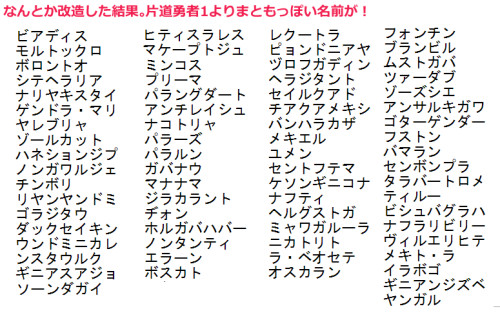 なんとか改造した結果。片道勇者1よりまともっぽい名前が!
ビアディス
モルトックロ
ボロントオ
シテヘラリア
ナリヤキスタイ
ゲンドラ・マリ
ヤレブリャ
ゾールカット
ハネションジプ
ノンガワルジェ
チンボリ
リヤンヤンドミ
ゴラジタウ
ダックセイキン
ウンドミニカレ
ンスタウルク
ギニアスアジョ
ソーンダガイ
ヒティスラレス
マケープトジュ
ミンコス
プリーマ
パラングダート
アンチレイシュ
ナコトリャ
パラーズ
パラルン
ガバナウ
マナナマ
ジラカラント
ヂォン
ホルガバハバー
ノンタンティ
エラーン
ボスカト
レクートラ
ピョンドニアヤ
ヅロフガディン
ヘラジタント
セイルクアド
チアクアメキシ
バンハラカザ
メキエル
ユメン
セントフテマ
ケソンギニコナ
ナフティ
ヘルグストガ
ミャワガルーラ
ニカトリト
ラ・ベオセテ
オスカラン
フォンチン
ブランビル
ムストガバ
ツァーダブ
ゾーズシエ
アンサルキガワ
ゴターゲンダー
フストン
バマラン
センボンプラ
タラバートロメ
ティルー
ビシュバグラハ
ナフラリビリー
ヴィルエリヒテ
メキト・ラ
イラボゴ
ギニアンジズベ
ヤンガル